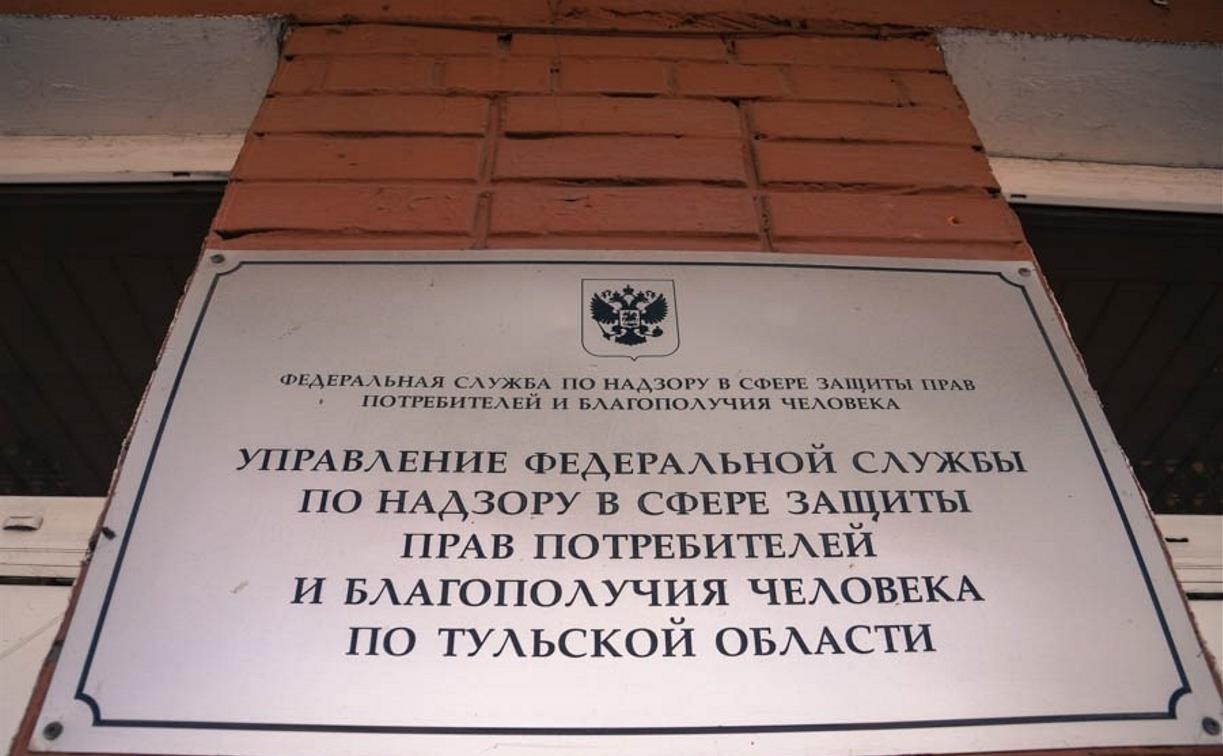 ФЕДЕРАЛЬНАЯ СЛУЖБА ПО НАДЗОРУ В СФЕРЕ ЗАЩИТЫ ПРАВ
ПОТРЕБИТЕЛЕЙ И БЛАГОПОЛУЧИЯ ЧЕЛОВЕКА
УПРАВЛЕНИЕ ФЕДЕРАЛЬНОЙ СЛУЖБЫ
ПО НАДЗОРУ В СФЕРЕ ЗАЩИТЫ
ПРАВ ПОТРЕБИТЕЛЕЙ
И БЛАГОПОЛУЧИЯ ЧЕЛОВЕКА
ПО ТУЛЬСКОЙ ОБЛАСТИ